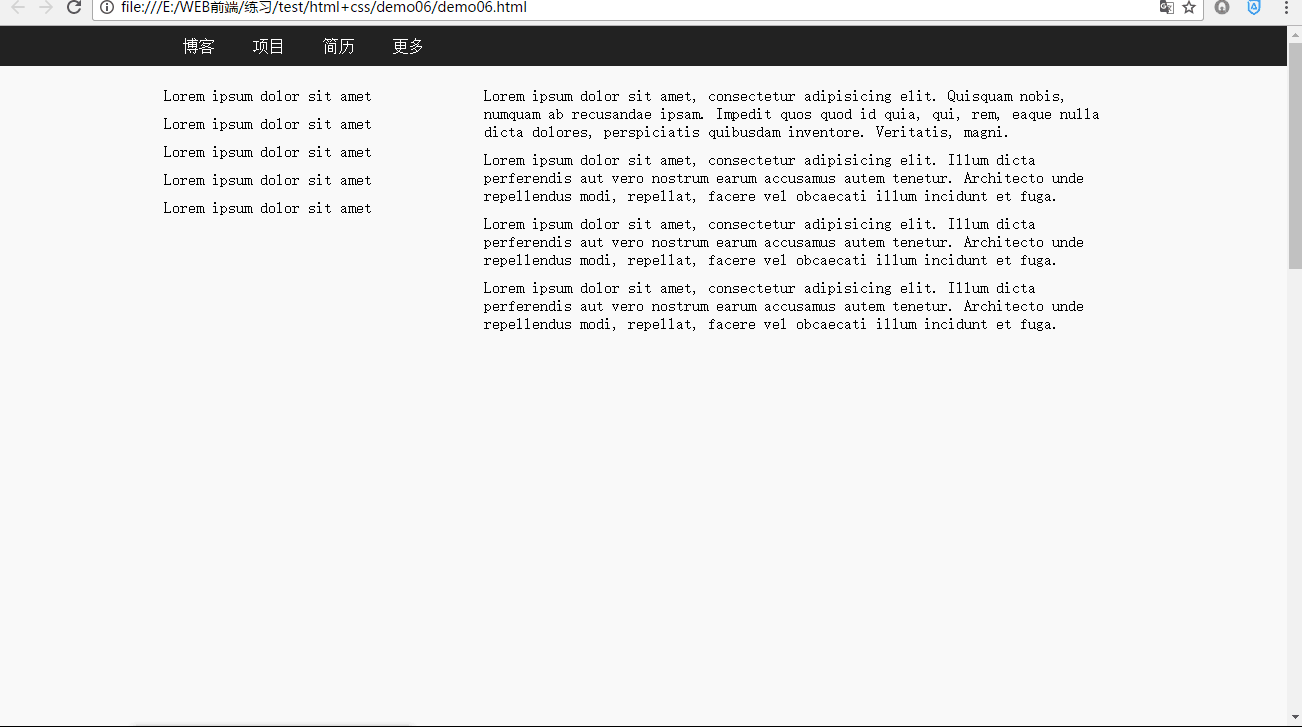 file:///E:/WEB前端/练习/test/html+css/demo06/demo06.html
博客 项目 简历 更多
Lorem ipsum dolor sit amet
Lorem ipsum dolor sit amet
Lorem ipsum dolor sit amet
Lorem ipsum dolor sit amet
Lorem ipsum dolor sit amet
Lorem ipsum dolor sit amet, consectetur adipisicing elit. Quisquam nobis,
numquam ab recusandae ipsam. Impedit quos quod id quia, qui, rem, eaque nulla
dicta dolores, perspiciatis quibusdam inventore. Veritatis, magni.
Lorem ipsum dolor sit amet, consectetur adipisicing elit. Illum dicta
perferendis aut vero nostrum earum accusamus autem tenetur. Architecto unde
repellendus modi, repellat, facere vel obcaecati illum incidunt et fuga.
Lorem ipsum dolor sit amet, consectetur adipisicing elit. Illum dicta
perferendis aut vero nostrum earum accusamus autem tenetur. Architecto unde
repellendus modi, repellat, facere vel obcaecati illum incidunt et fuga.
Lorem ipsum dolor sit amet, consectetur adipisicing elit. Illum dicta
perferendis aut vero nostrum earum accusamus autem tenetur. Architecto unde
repellendus modi, repellat, facere vel obcaecati illum incidunt et fuga.